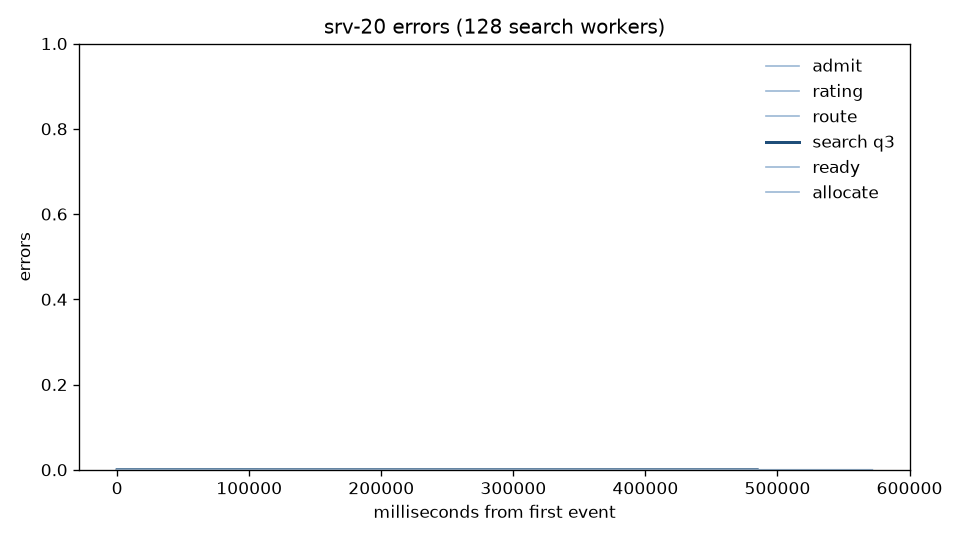 srv-20 errors (128 search workers)
1.0
0.8
0.6
0.4
0.2
0.0
errors
admit
rating
route
search q3
ready
allocate
0 100000 200000 300000 400000 500000 600000
milliseconds from first event